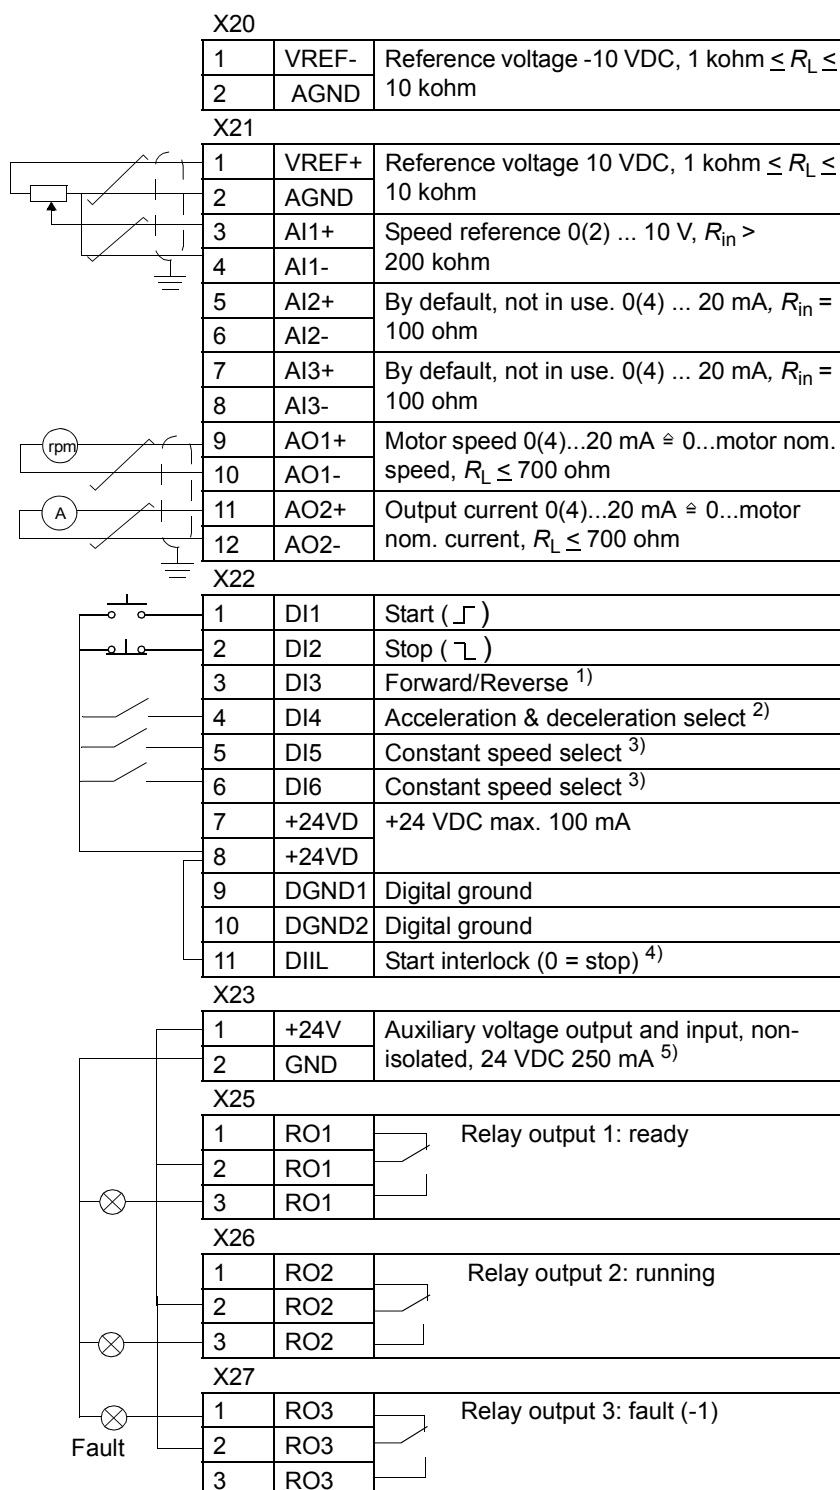 X20
1 VREF- Reference voltage -10 VDC, 1 kohm ≤ RL ≤
2 AGND 10 kohm
X21
1 VREF+ Reference voltage 10 VDC, 1 kohm ≤ RL ≤
2 AGND 10 kohm
3 AI1+ Speed reference 0(2) ... 10 V, Rin >
4 AI1- 200 kohm
5 AI2+ By default, not in use. 0(4) ... 20 mA, Rin =
6 AI2- 100 ohm
7 AI3+ By default, not in use. 0(4) ... 20 mA, Rin =
8 AI3- 100 ohm
rpm 9 AO1+ Motor speed 0(4)...20 mA ≙ 0...motor nom.
10 AO1- speed, RL ≤ 700 ohm
A 11 AO2+ Output current 0(4)...20 mA ≙ 0...motor
12 AO2- nom. current, RL ≤ 700 ohm
X22
1 DI1 Start ( )
2 DI2 Stop ( )
3 DI3 Forward/Reverse 1)
4 DI4 Acceleration & deceleration select 2)
5 DI5 Constant speed select 3)
6 DI6 Constant speed select 3)
7 +24VD +24 VDC max. 100 mA
8 +24VD
9 DGND1 Digital ground
10 DGND2 Digital ground
11 DIIL Start interlock (0 = stop) 4)
X23
1 +24V Auxiliary voltage output and input, non-
2 GND isolated, 24 VDC 250 mA 5)
X25
1 RO1 Relay output 1: ready
2 RO1
3 RO1
X26
1 RO2 Relay output 2: running
2 RO2
3 RO2
X27
1 RO3 Relay output 3: fault (-1)
Fault 2 RO3
3 RO3